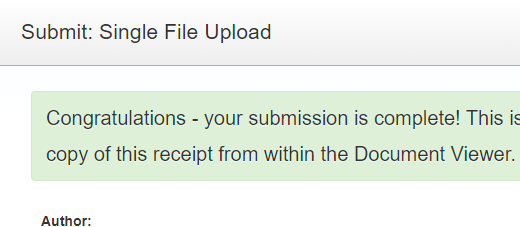 Submit: Single File Upload
Congratulations - your submission is complete! This is
copy of this receipt from within the Document Viewer.
Author: